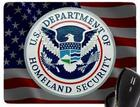 U.S. DEPARTMENT OF
HOMELAND SECURITY